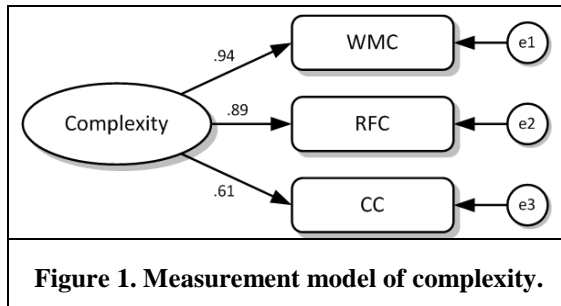 .94
WMC
e1
Complexity
.89
RFC
e2
.61
CC
e3
Figure 1. Measurement model of complexity.